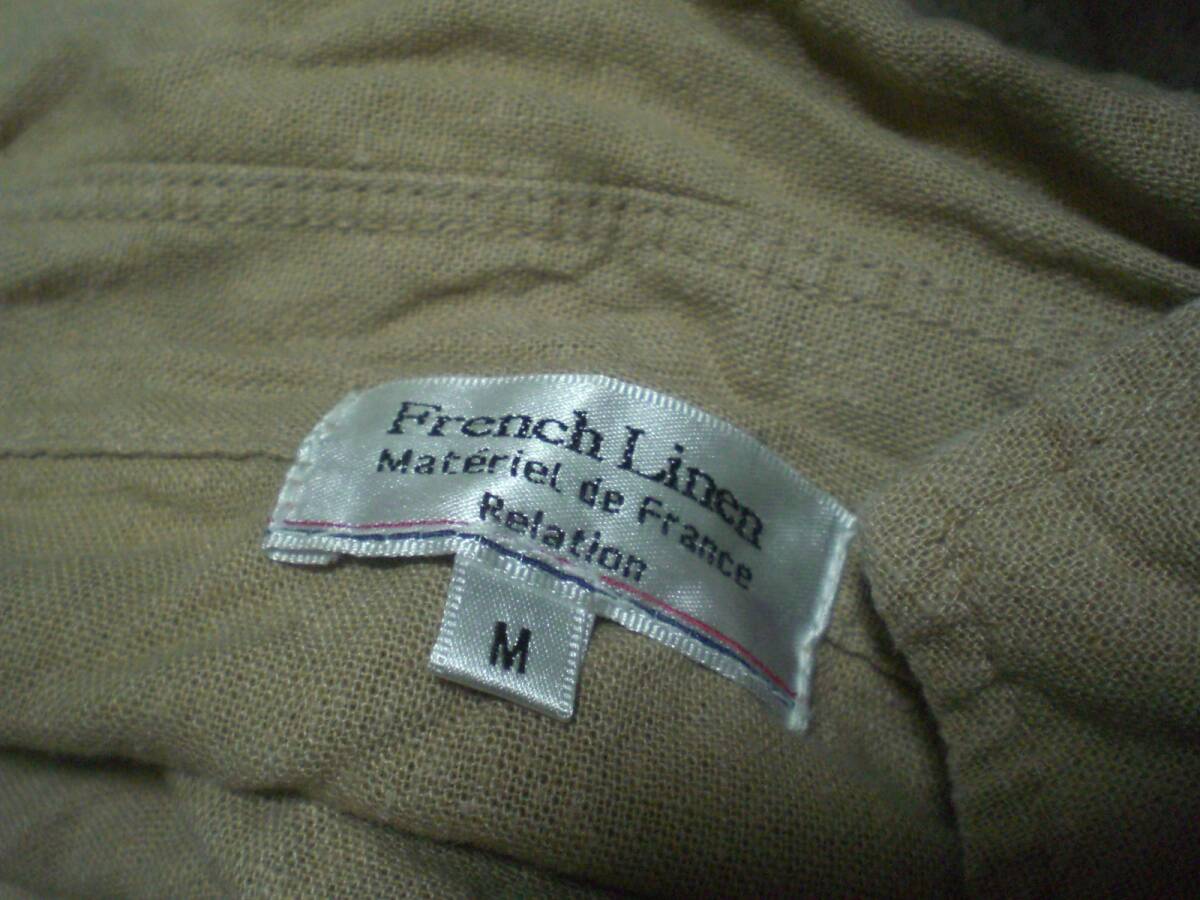 French Linen
Matériel de France
Relation
M